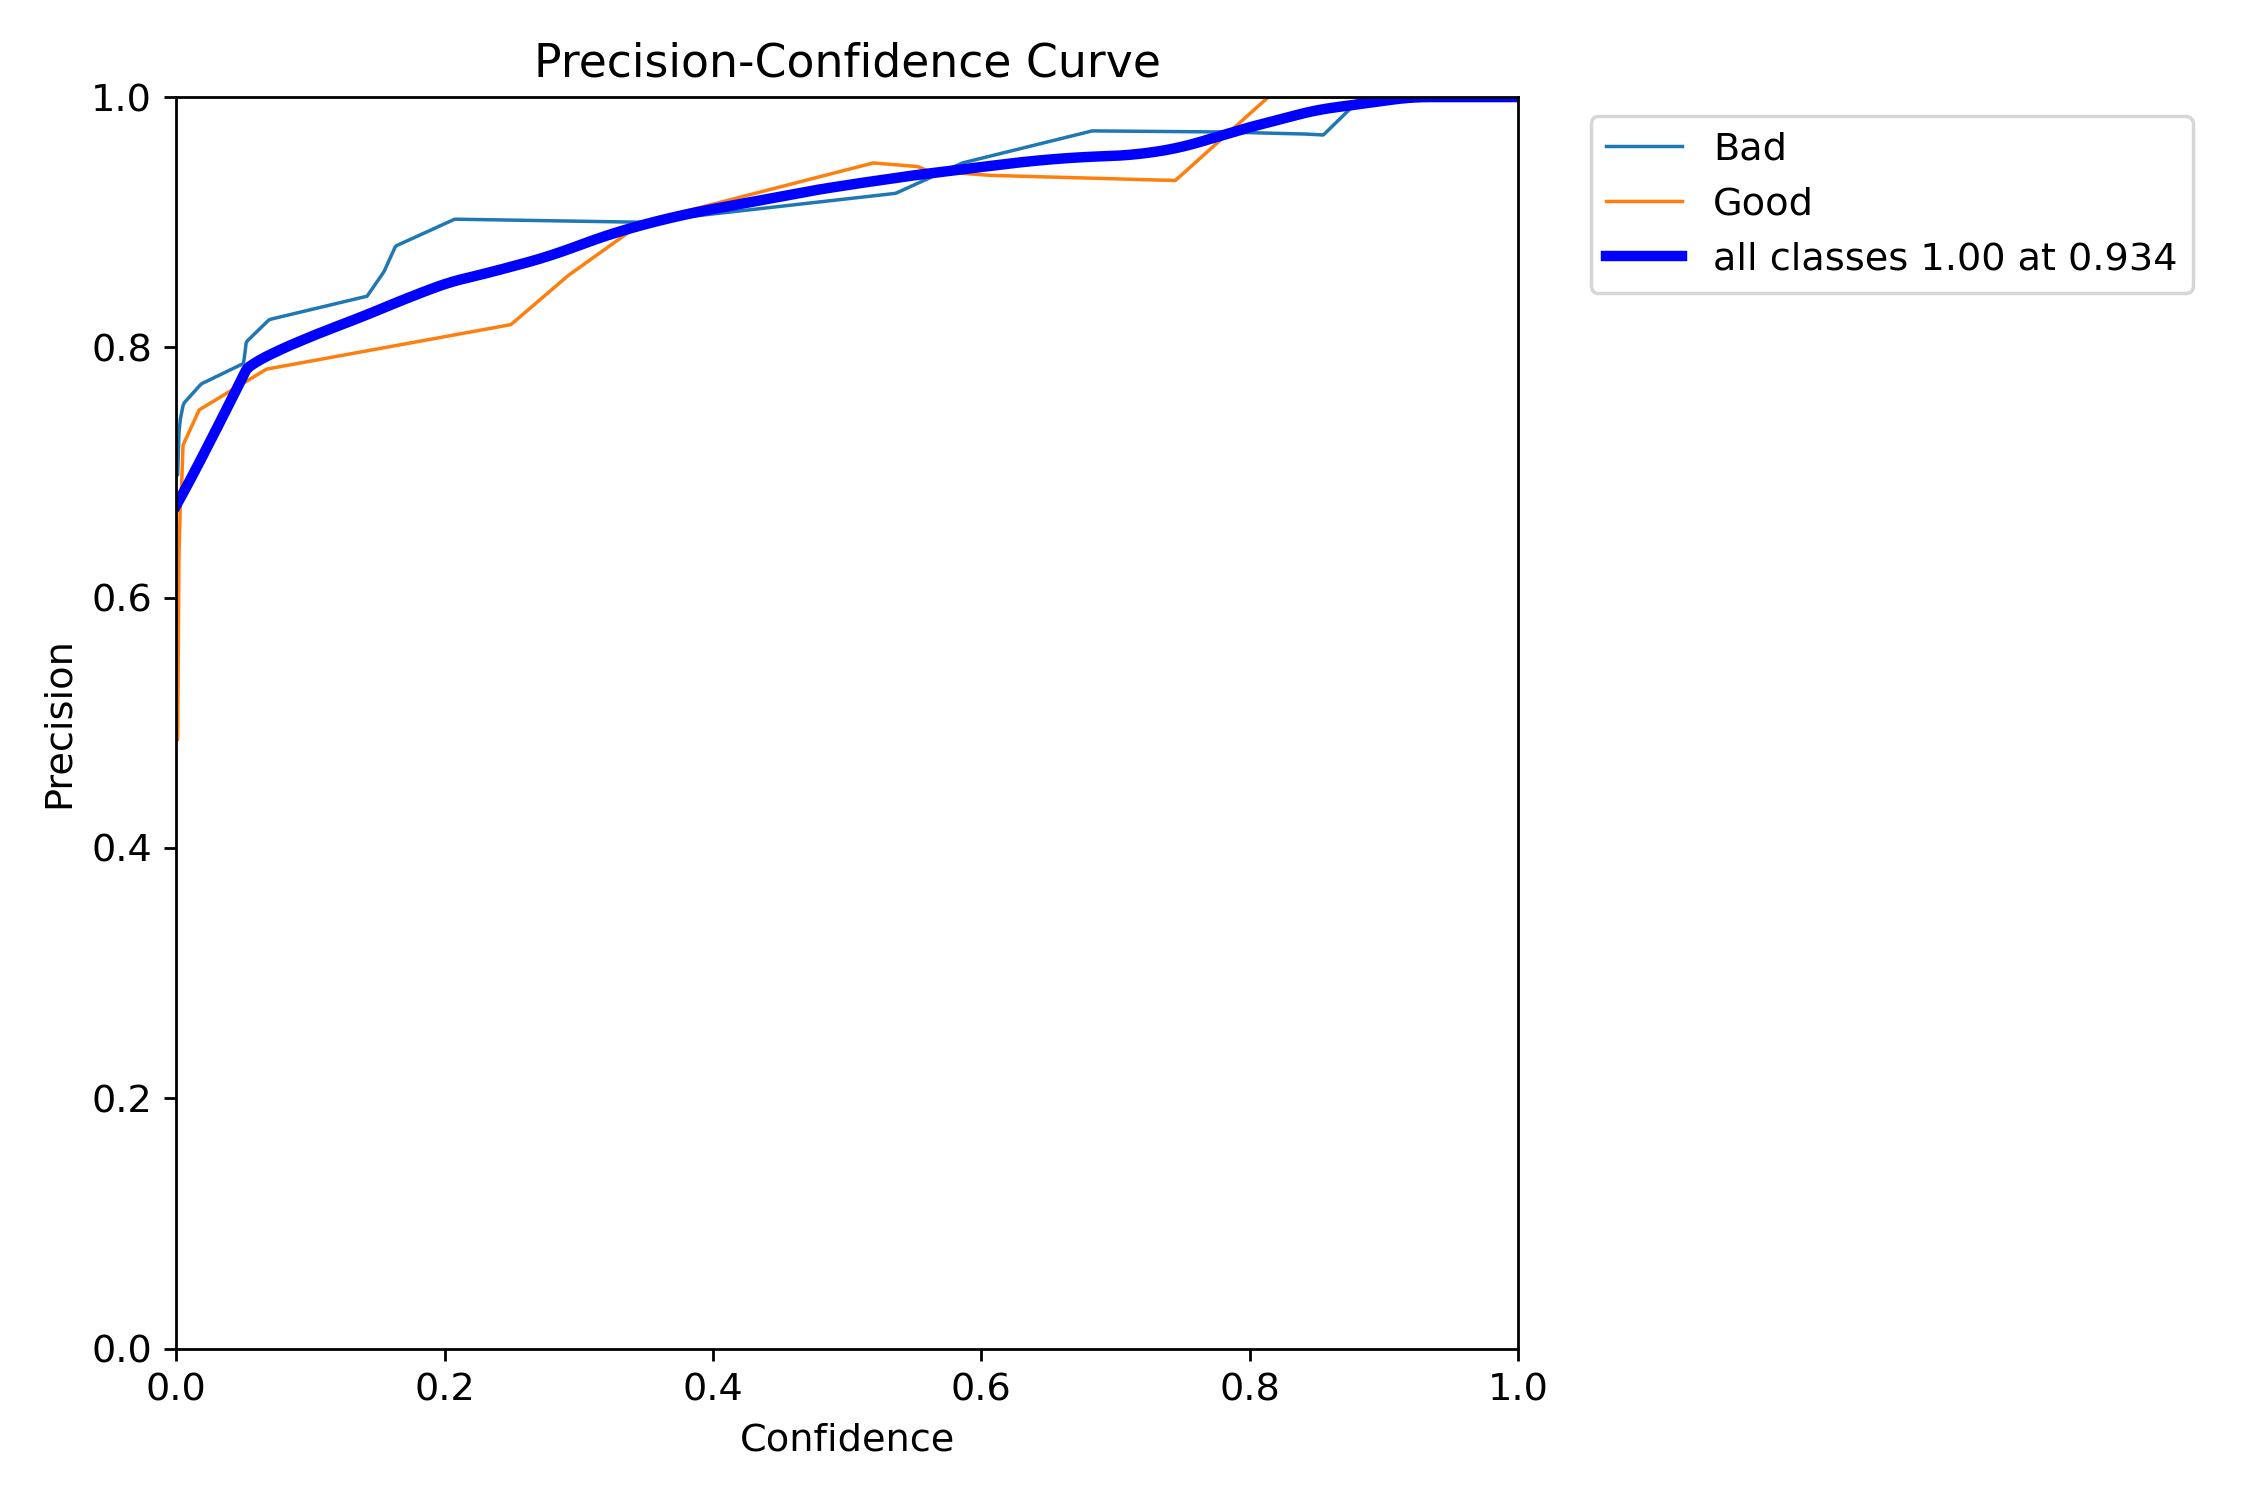 Precision-Confidence Curve
1.0
0.8
0.6
0.4
0.2
0.0
Precision
0.0 0.2 0.4 0.6 0.8 1.0
Confidence
Bad
Good
all classes 1.00 at 0.934